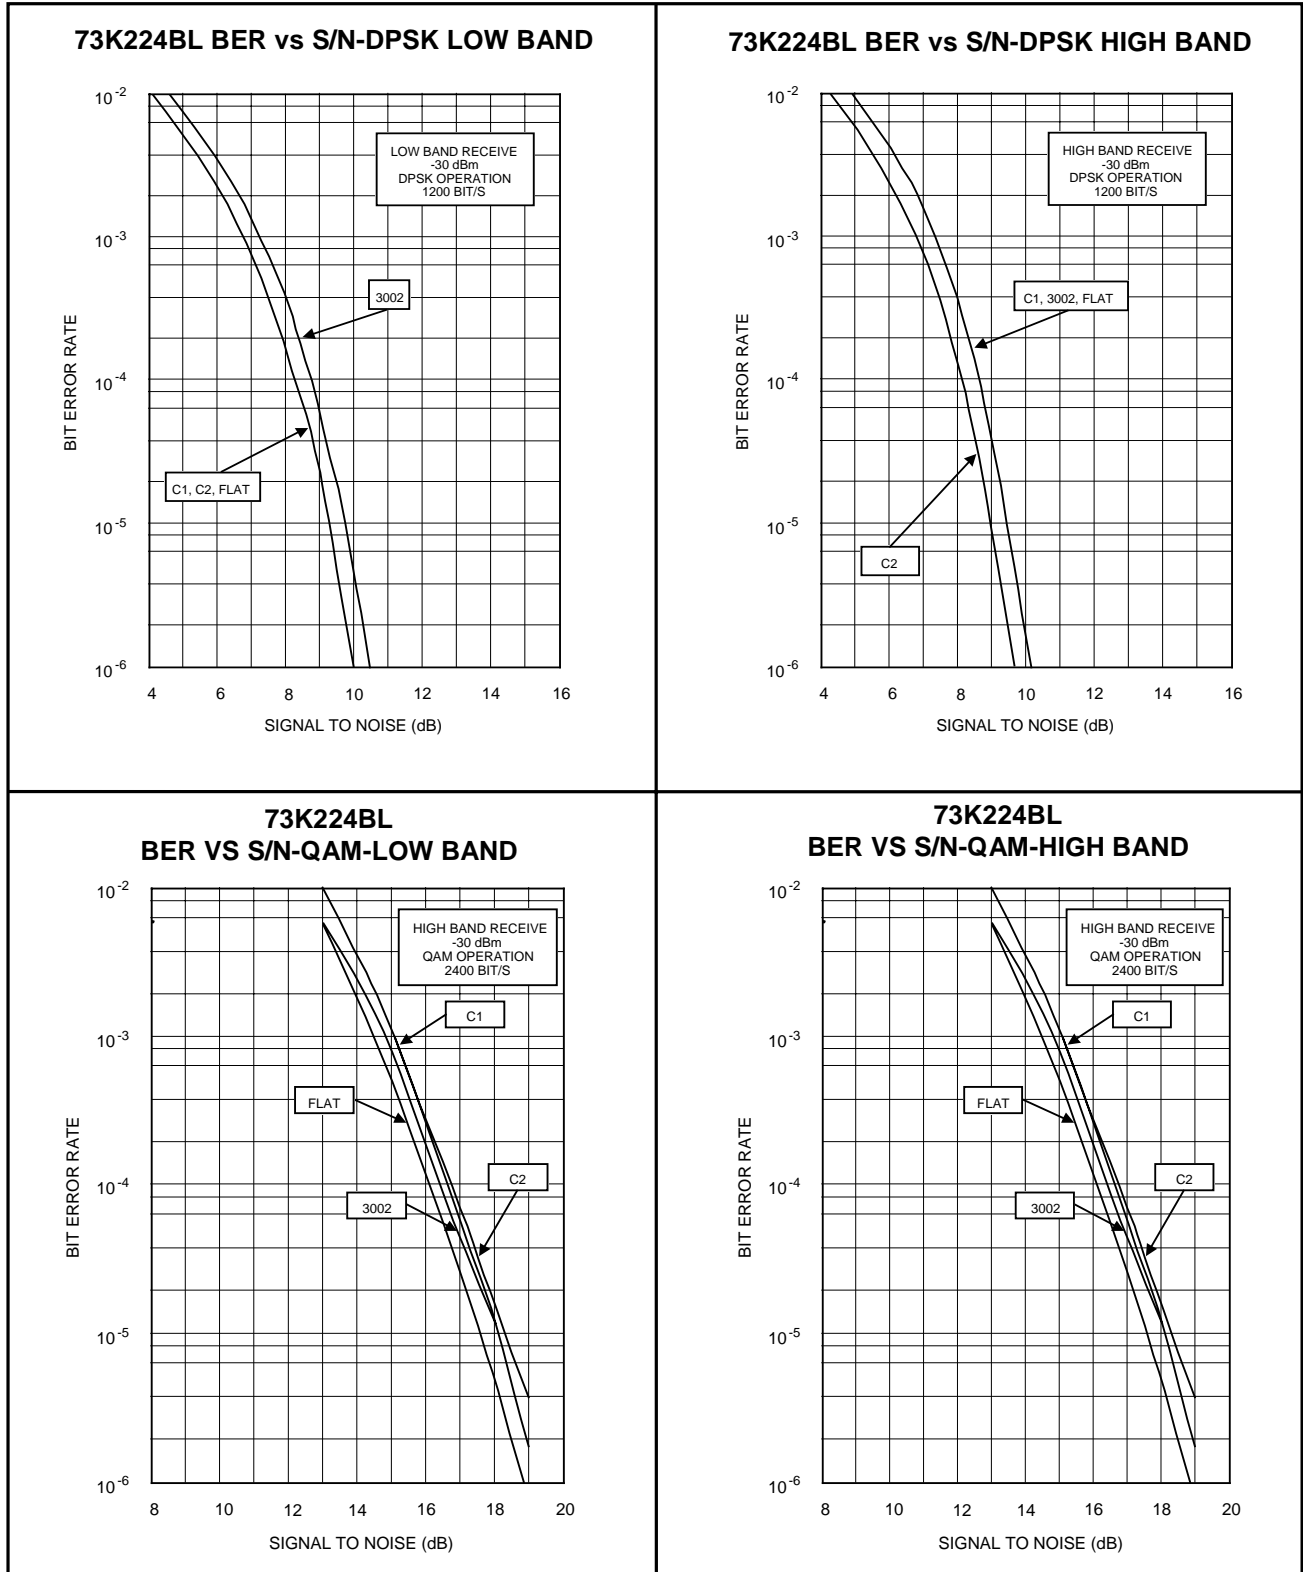 73K224BL BER vs S/N-DPSK LOW BAND
10-2
10-3
10-4
10-5
10-6
BIT ERROR RATE
LOW BAND RECEIVE
-30 dBm
DPSK OPERATION
1200 BIT/S
3002
C1, C2, FLAT
4 6 8 10 12 14 16
SIGNAL TO NOISE (dB)
73K224BL BER vs S/N-DPSK HIGH BAND
10-2
10-3
10-4
10-5
10-6
BIT ERROR RATE
HIGH BAND RECEIVE
-30 dBm
DPSK OPERATION
1200 BIT/S
C1, 3002, FLAT
C2
4 6 8 10 12 14 16
SIGNAL TO NOISE (dB)
73K224BL
BER VS S/N-QAM-LOW BAND
10-2
10-3
10-4
10-5
10-6
BIT ERROR RATE
HIGH BAND RECEIVE
-30 dBm
QAM OPERATION
2400 BIT/S
C1
FLAT
C2
3002
8 10 12 14 16 18 20
SIGNAL TO NOISE (dB)
73K224BL
BER VS S/N-QAM-HIGH BAND
10-2
10-3
10-4
10-5
10-6
BIT ERROR RATE
HIGH BAND RECEIVE
-30 dBm
QAM OPERATION
2400 BIT/S
C1
FLAT
C2
3002
8 10 12 14 16 18 20
SIGNAL TO NOISE (dB)